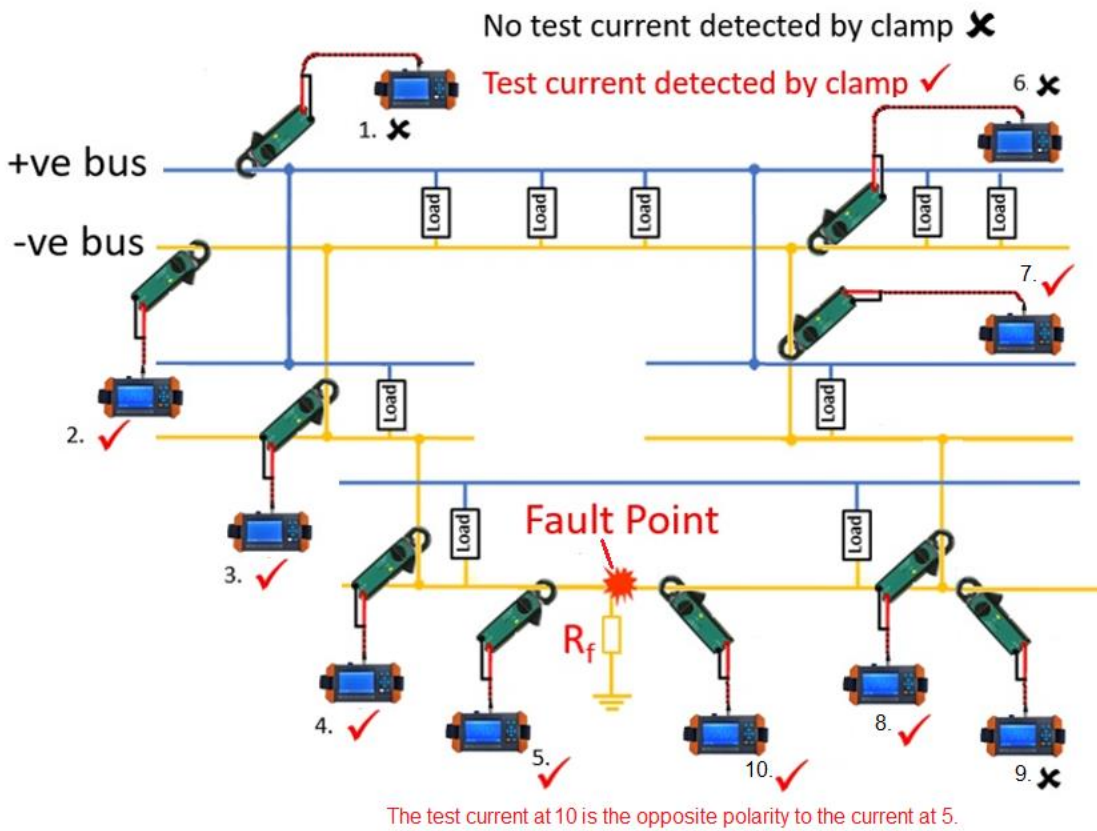 No test current detected by clamp ✘
Test current detected by clamp ✓
1. ✘
6. ✘
+ve bus
-ve bus
Load
Load
Load
Load
Load
7. ✓
2. ✓
Load
Load
3. ✓
Load
Load
Fault Point
Rf
4. ✓
5. ✓
10. ✓
8. ✓
9. ✘
The test current at 10 is the opposite polarity to the current at 5.